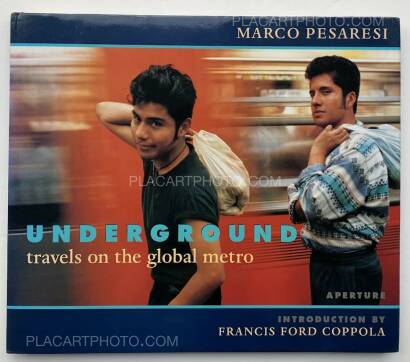 PLACARTPHOTO.COM
MARCO PESARESI
PLACARTPHOTO.COM
UNDERGROUND
travels on the global metro
APERTURE
INTRODUCTION BY
FRANCIS FORD COPPOLA
PLACARTPHOTO.COM